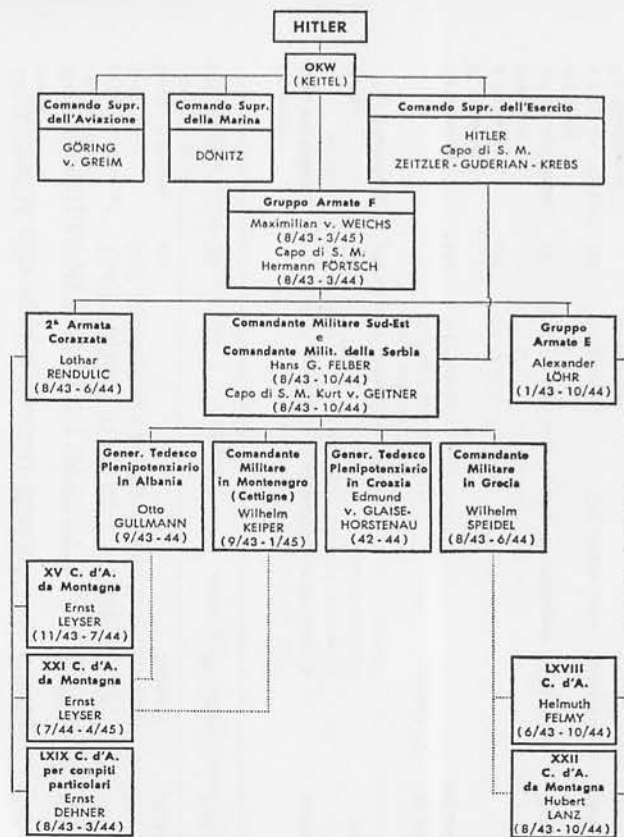 HITLER
OKW
(KEITEL)
Comando Supr.
dell'Aviazione
GÖRING
v. GREIM
Comando Supr.
della Marina
DÖNITZ
Comando Supr. dell'Esercito
HITLER
Capo di S. M.
ZEITZLER - GUDERIAN - KREBS
Gruppo Armate F
Maximilian v. WEICHS
(8/43 - 3/45)
Capo di S. M.
Hermann FÖRTSCH
(8/43 - 3/44)
2ª Armata
Corazzata
Lothar
RENDULIC
(8/43 - 6/44)
Comandante Militare Sud-Est
e
Comandante Milit. della Serbia
Hans G. FELBER
(8/43 - 10/44)
Capo di S. M. Kurt v. GEITNER
(8/43 - 10/44)
Gruppo
Armate E
Alexander
LÖHR
(1/43 - 10/44)
Gener. Tedesco
Plenipotenziario
in Albania
Otto
GULLMANN
(9/43 - 44)
Comandante
Militare
in Montenegro
(Cettigne)
Wilhelm
KEIPER
(9/43 - 1/45)
Gener. Tedesco
Plenipotenziario
in Croazia
Edmund
v. GLAISE-
HORSTENAU
(42 - 44)
Comandante
Militare
in Grecia
Wilhelm
SPEIDEL
(8/43 - 6/44)
XV C. d'A.
da Montagna
Ernst
LEYSER
(11/43 - 7/44)
XXI C. d'A.
da Montagna
Ernst
LEYSER
(7/44 - 4/45)
LXIX C. d'A.
per compiti
particolari
Ernst
DEHNER
(8/43 - 3/44)
LXVIII
C. d'A.
Helmuth
FELMY
(6/43 - 10/44)
XXII
C. d'A.
da Montagna
Hubert
LANZ
(8/43 - 10/44)